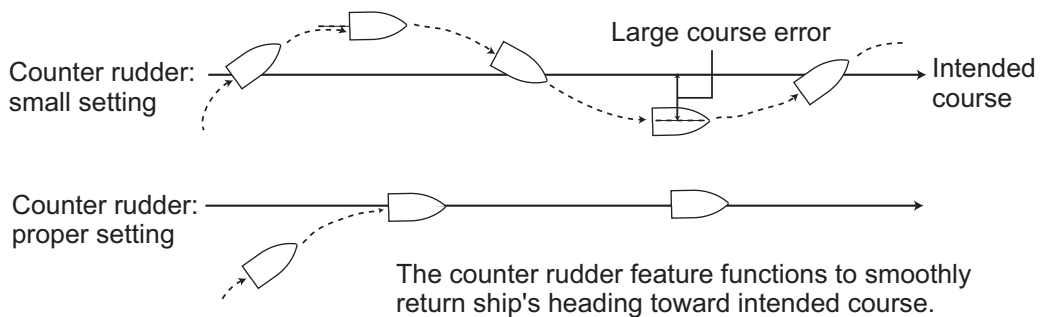 Large course error
Counter rudder:
small setting
Intended
course
Counter rudder:
proper setting
The counter rudder feature functions to smoothly
return ship's heading toward intended course.